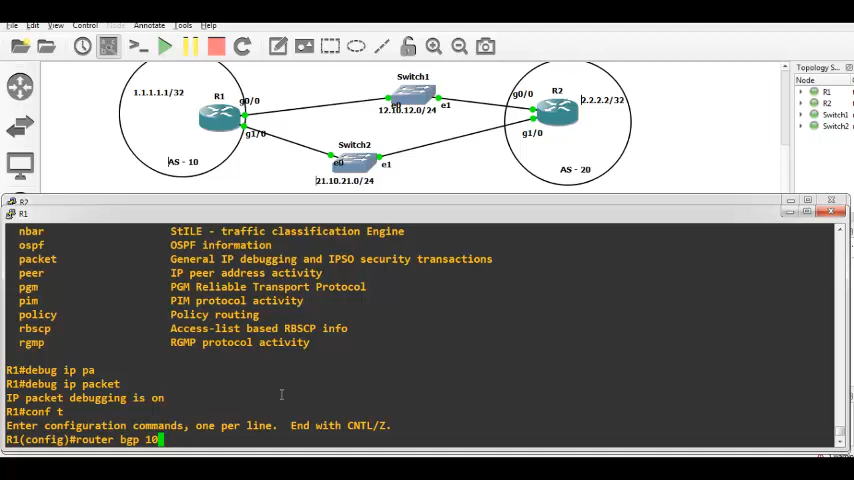 File Edit View Control Node Annotate Tools Help
Topology S...
Node
R1
R2
Switch1
Switch2
1.1.1.1/32
R1
g0/0
g1/0
AS - 10
Switch1
e0
e1
12.10.12.0/24
Switch2
e0
e1
21.10.21.0/24
R2
g0/0
g1/0
2.2.2.2/32
AS - 20
R2
R1
nbar StILE - traffic classification Engine
ospf OSPF information
packet General IP debugging and IPSO security transactions
peer IP peer address activity
pgm PGM Reliable Transport Protocol
pim PIM protocol activity
policy Policy routing
rbscp Access-list based RBSCP info
rgmp RGMP protocol activity
R1#debug ip pa
R1#debug ip packet
IP packet debugging is on
R1#conf t
Enter configuration commands, one per line. End with CNTL/Z.
R1(config)#router bgp 10